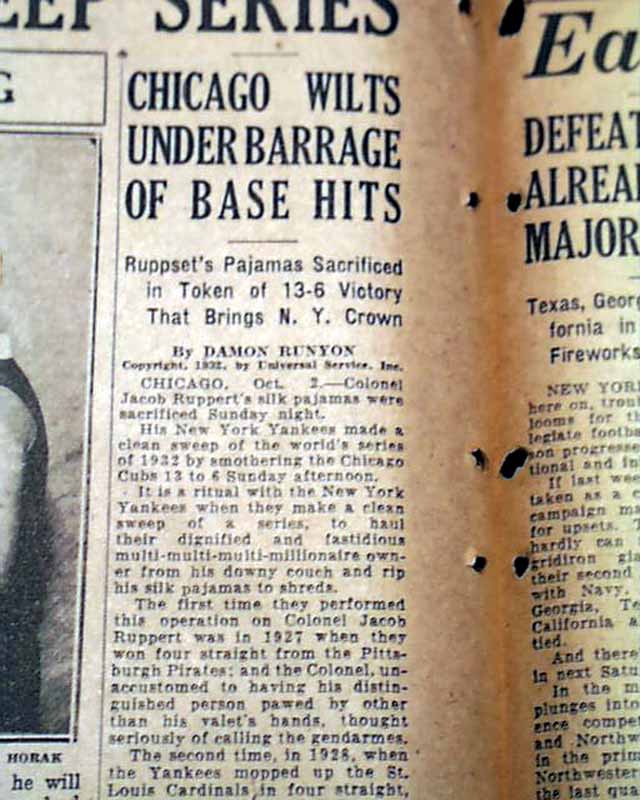 EEP SERIES
G
CHICAGO WILTS
UNDER BARRAGE
OF BASE HITS
Ruppset's Pajamas Sacrificed
in Token of 13-6 Victory
That Brings N. Y. Crown
By DAMON RUNYON
Copyright, 1932, by Universal Service, Inc.
CHICAGO, Oct. 2.—Colonel
Jacob Ruppert's silk pajamas were
sacrificed Sunday night.
His New York Yankees made a
clean sweep of the world's series
of 1932 by smothering the Chicago
Cubs 13 to 6 Sunday afternoon.
It is a ritual with the New York
Yankees when they make a clean
sweep of a series, to haul
their dignified and fastidious
multi-multi-multi-millionaire own-
er from his downy couch and rip
his silk pajamas to shreds.
The first time they performed
this operation on Colonel Jacob
Ruppert was in 1927 when they
won four straight from the Pitts-
burgh Pirates; and the Colonel, un-
accustomed to having his distin-
guished person pawed by other
than his valet's hands, thought
seriously of calling the gendarmes.
The second time, in 1928, when
the Yankees mopped up the St.
Louis Cardinals in four straight,
HORAK
he will
Ea
DEFEAT
ALREA
MAJOR
Texas, Geor
fornia in
Fireworks
NEW YORK
here on, trou
looms for th
legiate footba
son progresse
tional and in
If last wee
taken as a
campaign ma
for upsets.
hardly can
gridiron gia
their second
with Navy,
Georgia, Te
California a
tied.
And there
in next Satu
In the m
plunges into
ence compe
and Northw
in the prim
Northwester
the last qua